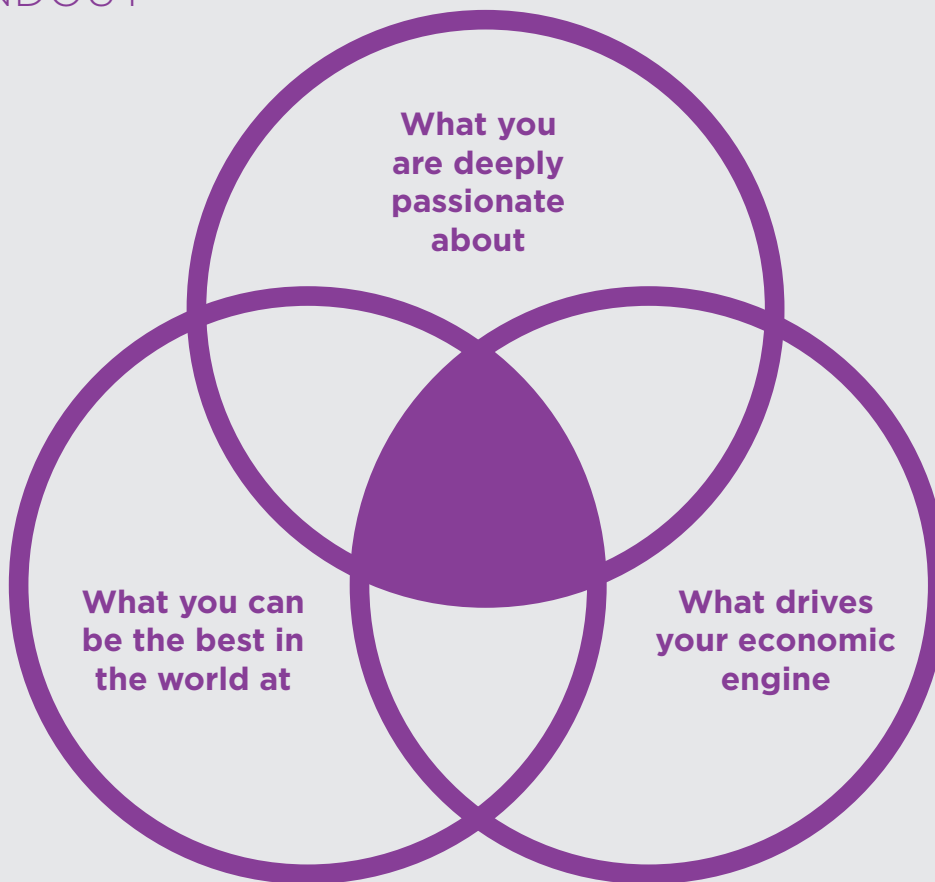 What you
are deeply
passionate
about
What you can
be the best in
the world at
What drives
your economic
engine